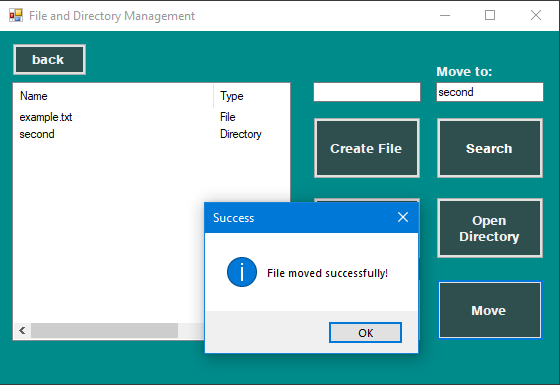 File and Directory Management
back
Move to:
second
Name Type
example.txt File
second Directory
Create File
Search
Open
Directory
Move
Success
File moved successfully!
OK